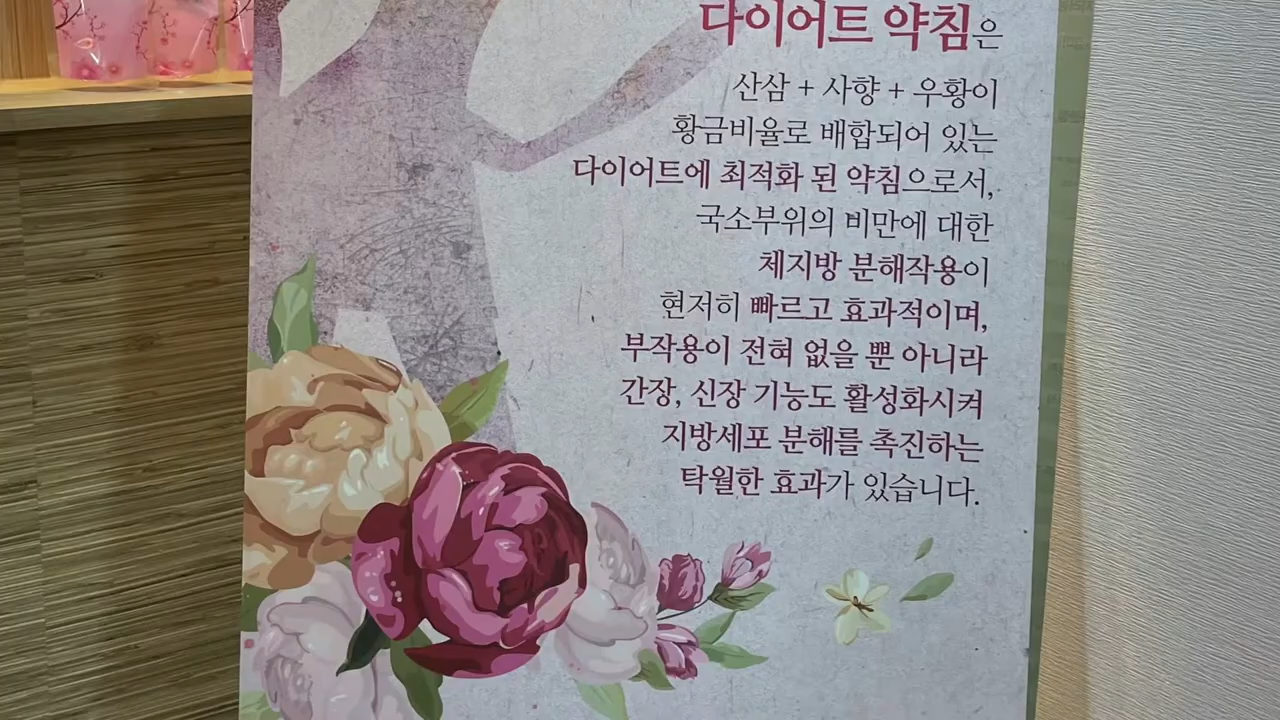 다이어트 약침은
산삼 + 사향 + 우황이
황금비율로 배합되어 있는
다이어트에 최적화 된 약침으로서,
국소부위의 비만에 대한
체지방 분해작용이
현저히 빠르고 효과적이며,
부작용이 전혀 없을 뿐 아니라
간장, 신장 기능도 활성화시켜
지방세포 분해를 촉진하는
탁월한 효과가 있습니다.